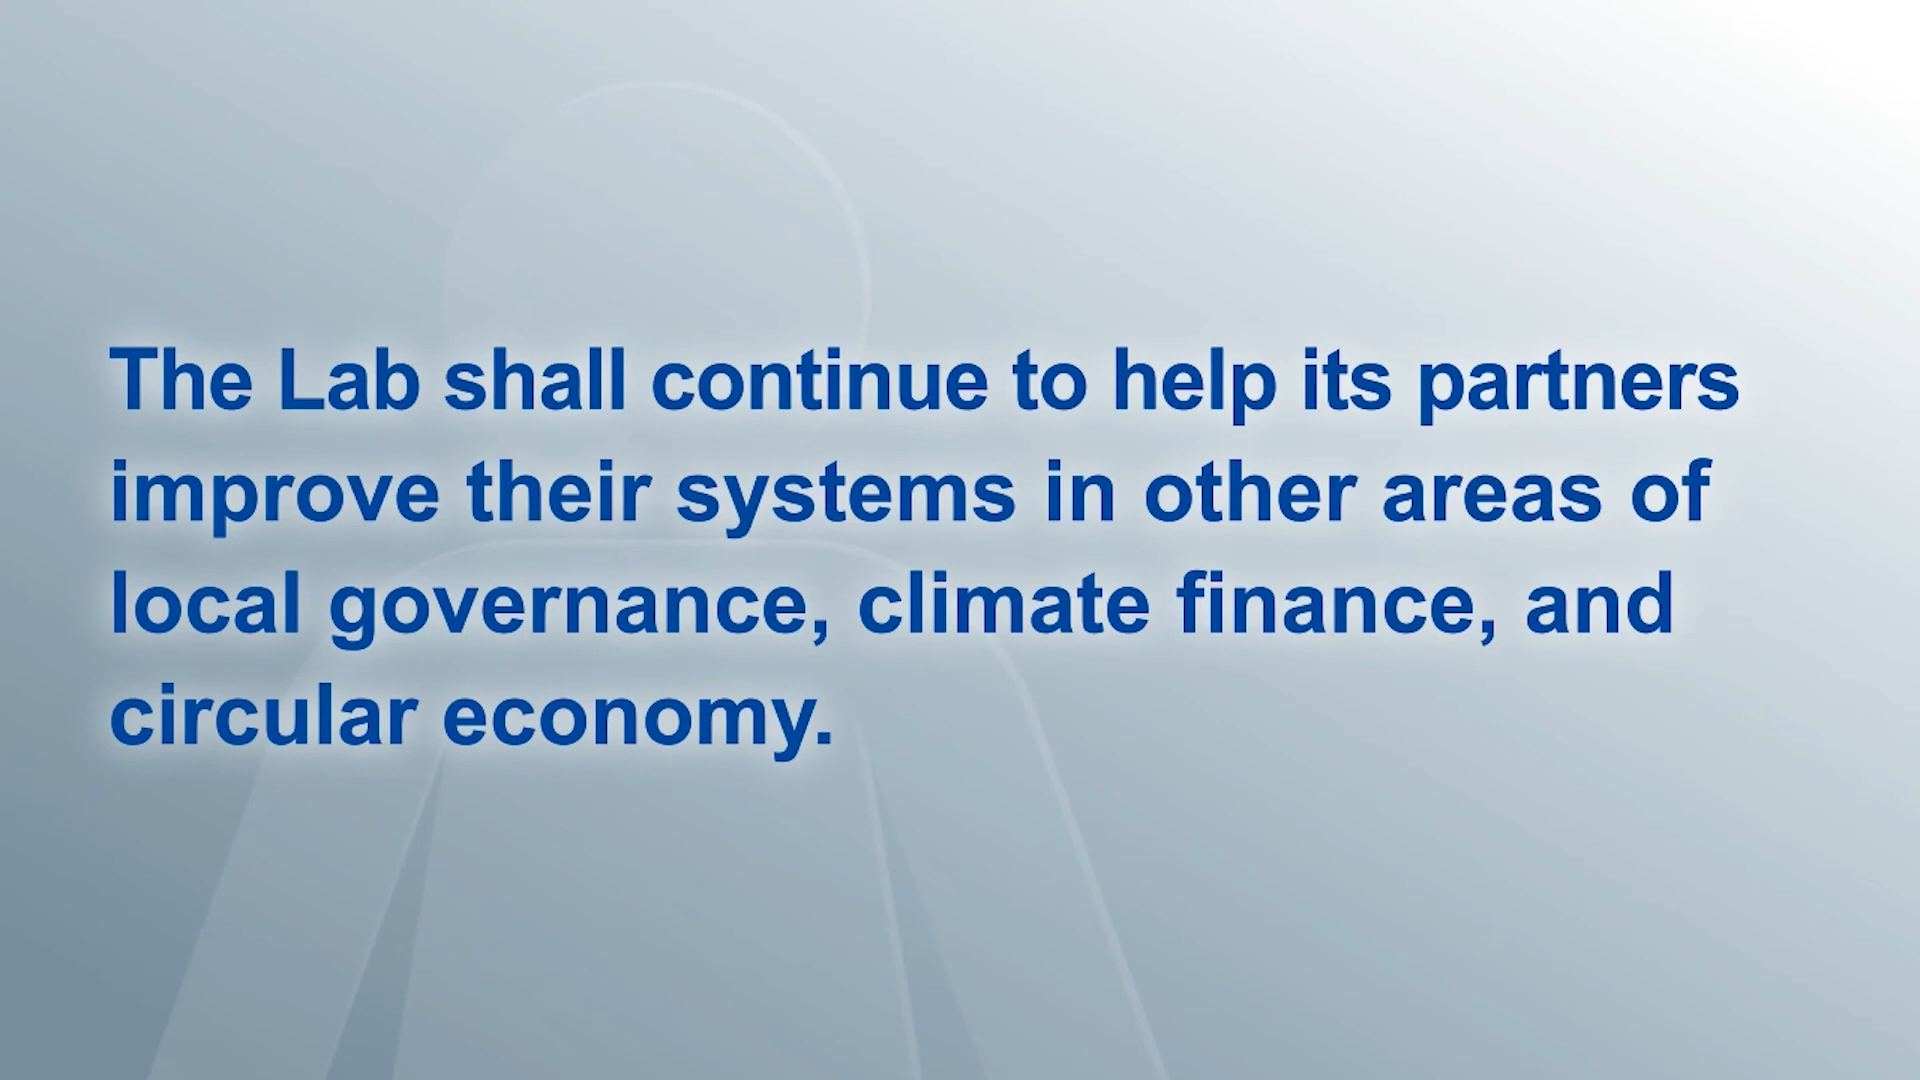 The Lab shall continue to help its partners
improve their systems in other areas of
local governance, climate finance, and
circular economy.